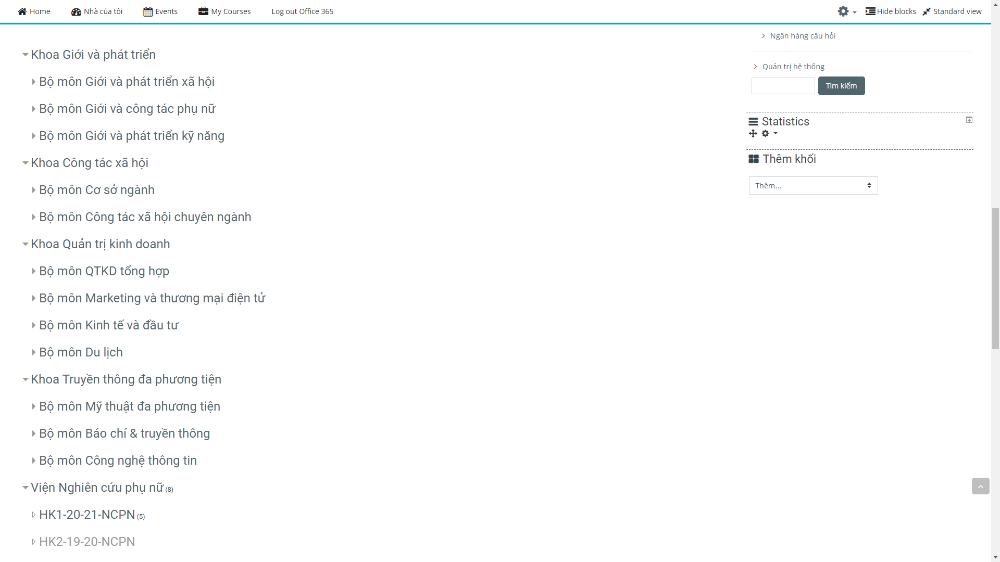 Home
Nhà của tôi
Events
My Courses
Log out Office 365
Hide blocks
Standard view
Khoa Giới và phát triển
Bộ môn Giới và phát triển xã hội
Bộ môn Giới và công tác phụ nữ
Bộ môn Giới và phát triển kỹ năng
Khoa Công tác xã hội
Bộ môn Cơ sở ngành
Bộ môn Công tác xã hội chuyên ngành
Khoa Quản trị kinh doanh
Bộ môn QTKD tổng hợp
Bộ môn Marketing và thương mại điện tử
Bộ môn Kinh tế và đầu tư
Bộ môn Du lịch
Khoa Truyền thông đa phương tiện
Bộ môn Mỹ thuật đa phương tiện
Bộ môn Báo chí & truyền thông
Bộ môn Công nghệ thông tin
Viện Nghiên cứu phụ nữ (8)
HK1-20-21-NCPN (5)
HK2-19-20-NCPN
Ngân hàng câu hỏi
Quản trị hệ thống
Tìm kiếm
Statistics
Thêm khối
Thêm...